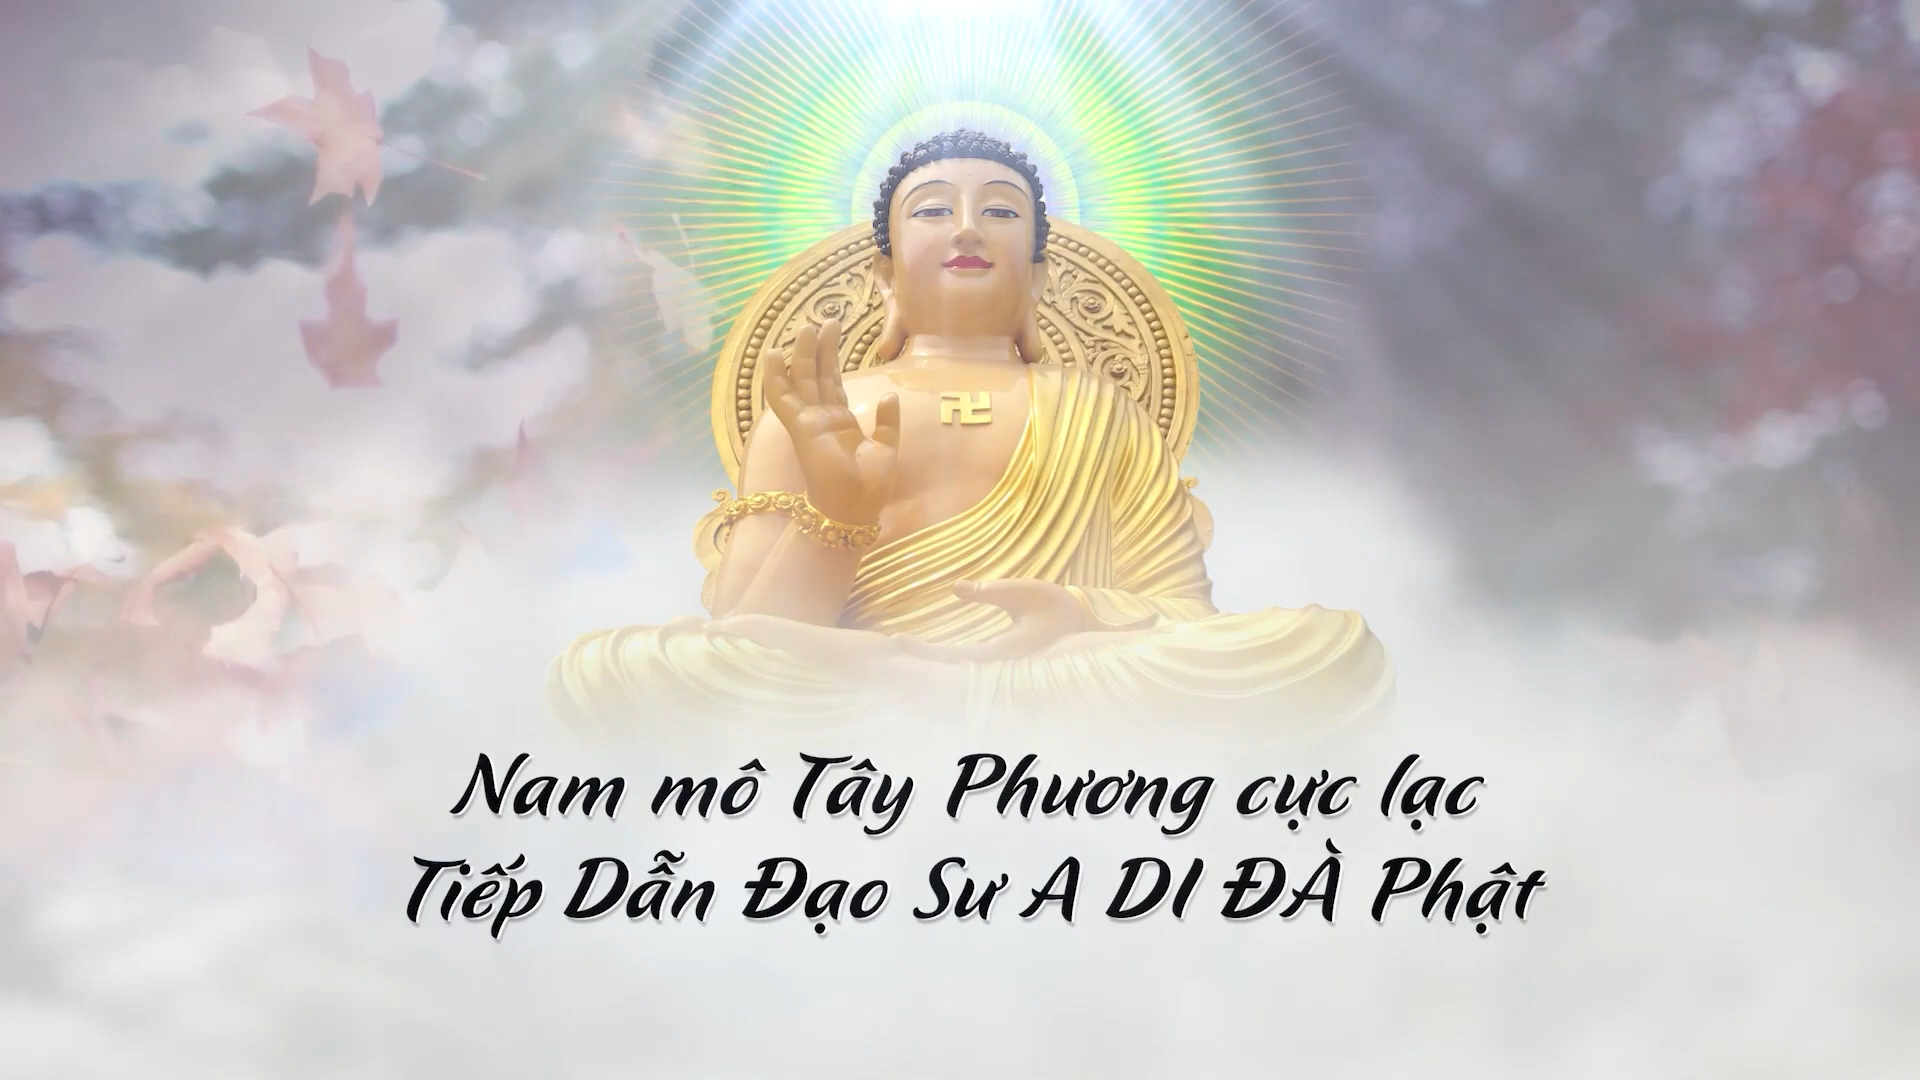 Nam mô Tây Phương cực lạc
Tiếp Dẫn Đạo Sư A DI ĐÀ Phật